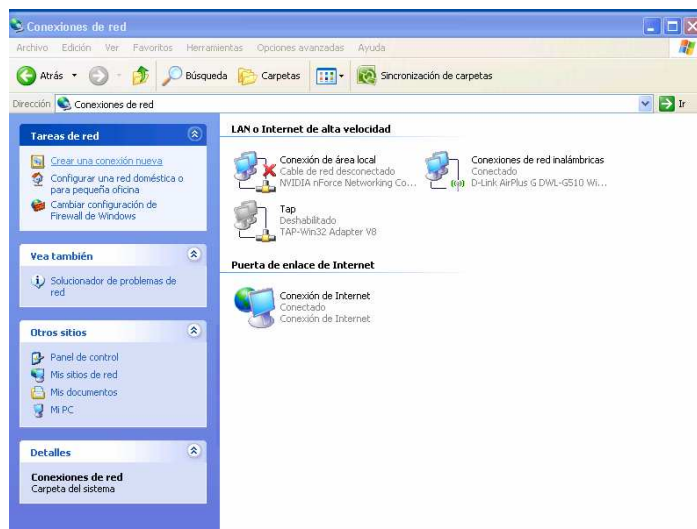 Conexiones de red
Archivo Edición Ver Favoritos Herramientas Opciones avanzadas Ayuda
Atrás Búsqueda Carpetas Sincronización de carpetas
Dirección Conexiones de red Ir
Tareas de red
Crear una conexión nueva
Configurar una red doméstica o
para pequeña oficina
Cambiar configuración de
Firewall de Windows
Vea también
Solucionador de problemas de
red
Otros sitios
Panel de control
Mis sitios de red
Mis documentos
Mi PC
Detalles
Conexiones de red
Carpeta del sistema
LAN o Internet de alta velocidad
Conexión de área local
Cable de red desconectado
NVIDIA nForce Networking Co...
Conexiones de red inalámbricas
Conectado
D-Link AirPlus G DWL-G510 Wi...
Tap
Deshabilitado
TAP-Win32 Adapter V8
Puerta de enlace de Internet
Conexión de Internet
Conectado
Conexión de Internet